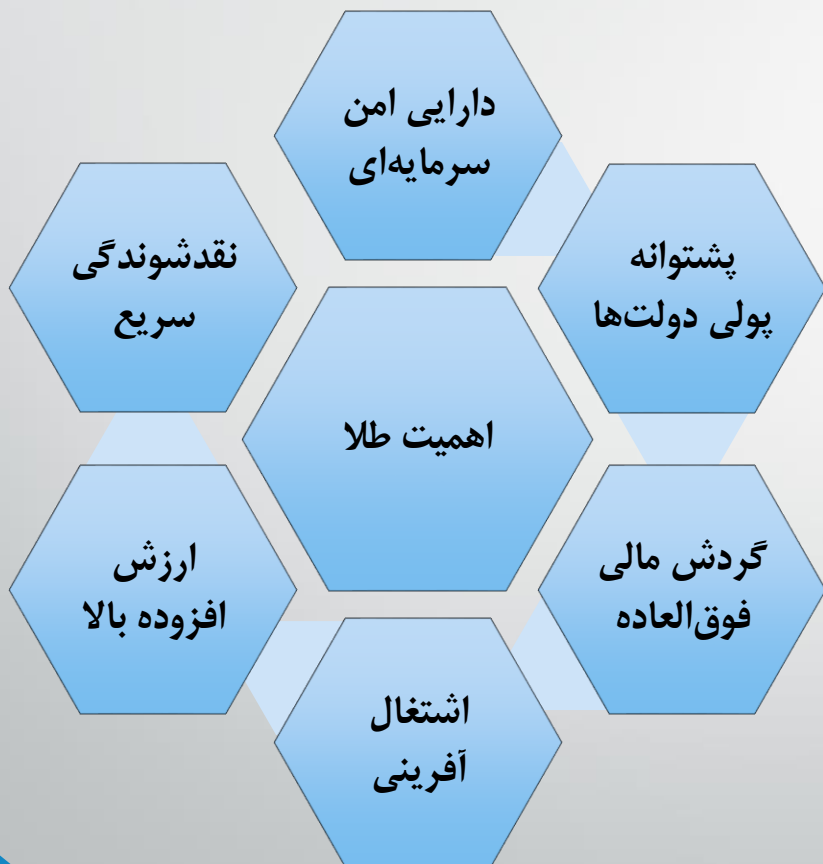 دارایی امن
سرمایه‌ای
پشتوانه
پولی دولت‌ها
گردش مالی
فوق‌العاده
اشتغال
آفرینی
ارزش
افزوده بالا
نقدشوندگی
سریع
اهمیت طلا